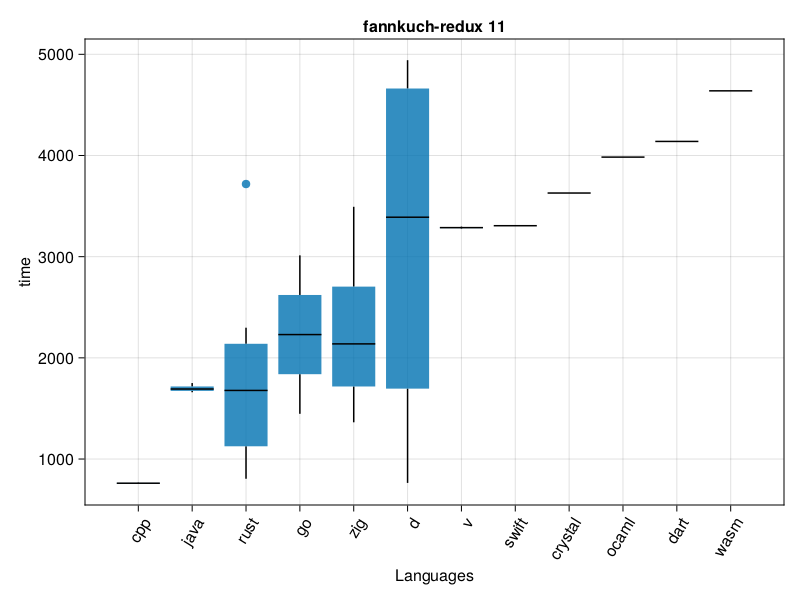 fannkuch-redux 11
5000
4000
3000
2000
1000
time
cpp
java
rust
go
zig
d
v
swift
crystal
ocaml
dart
wasm
Languages